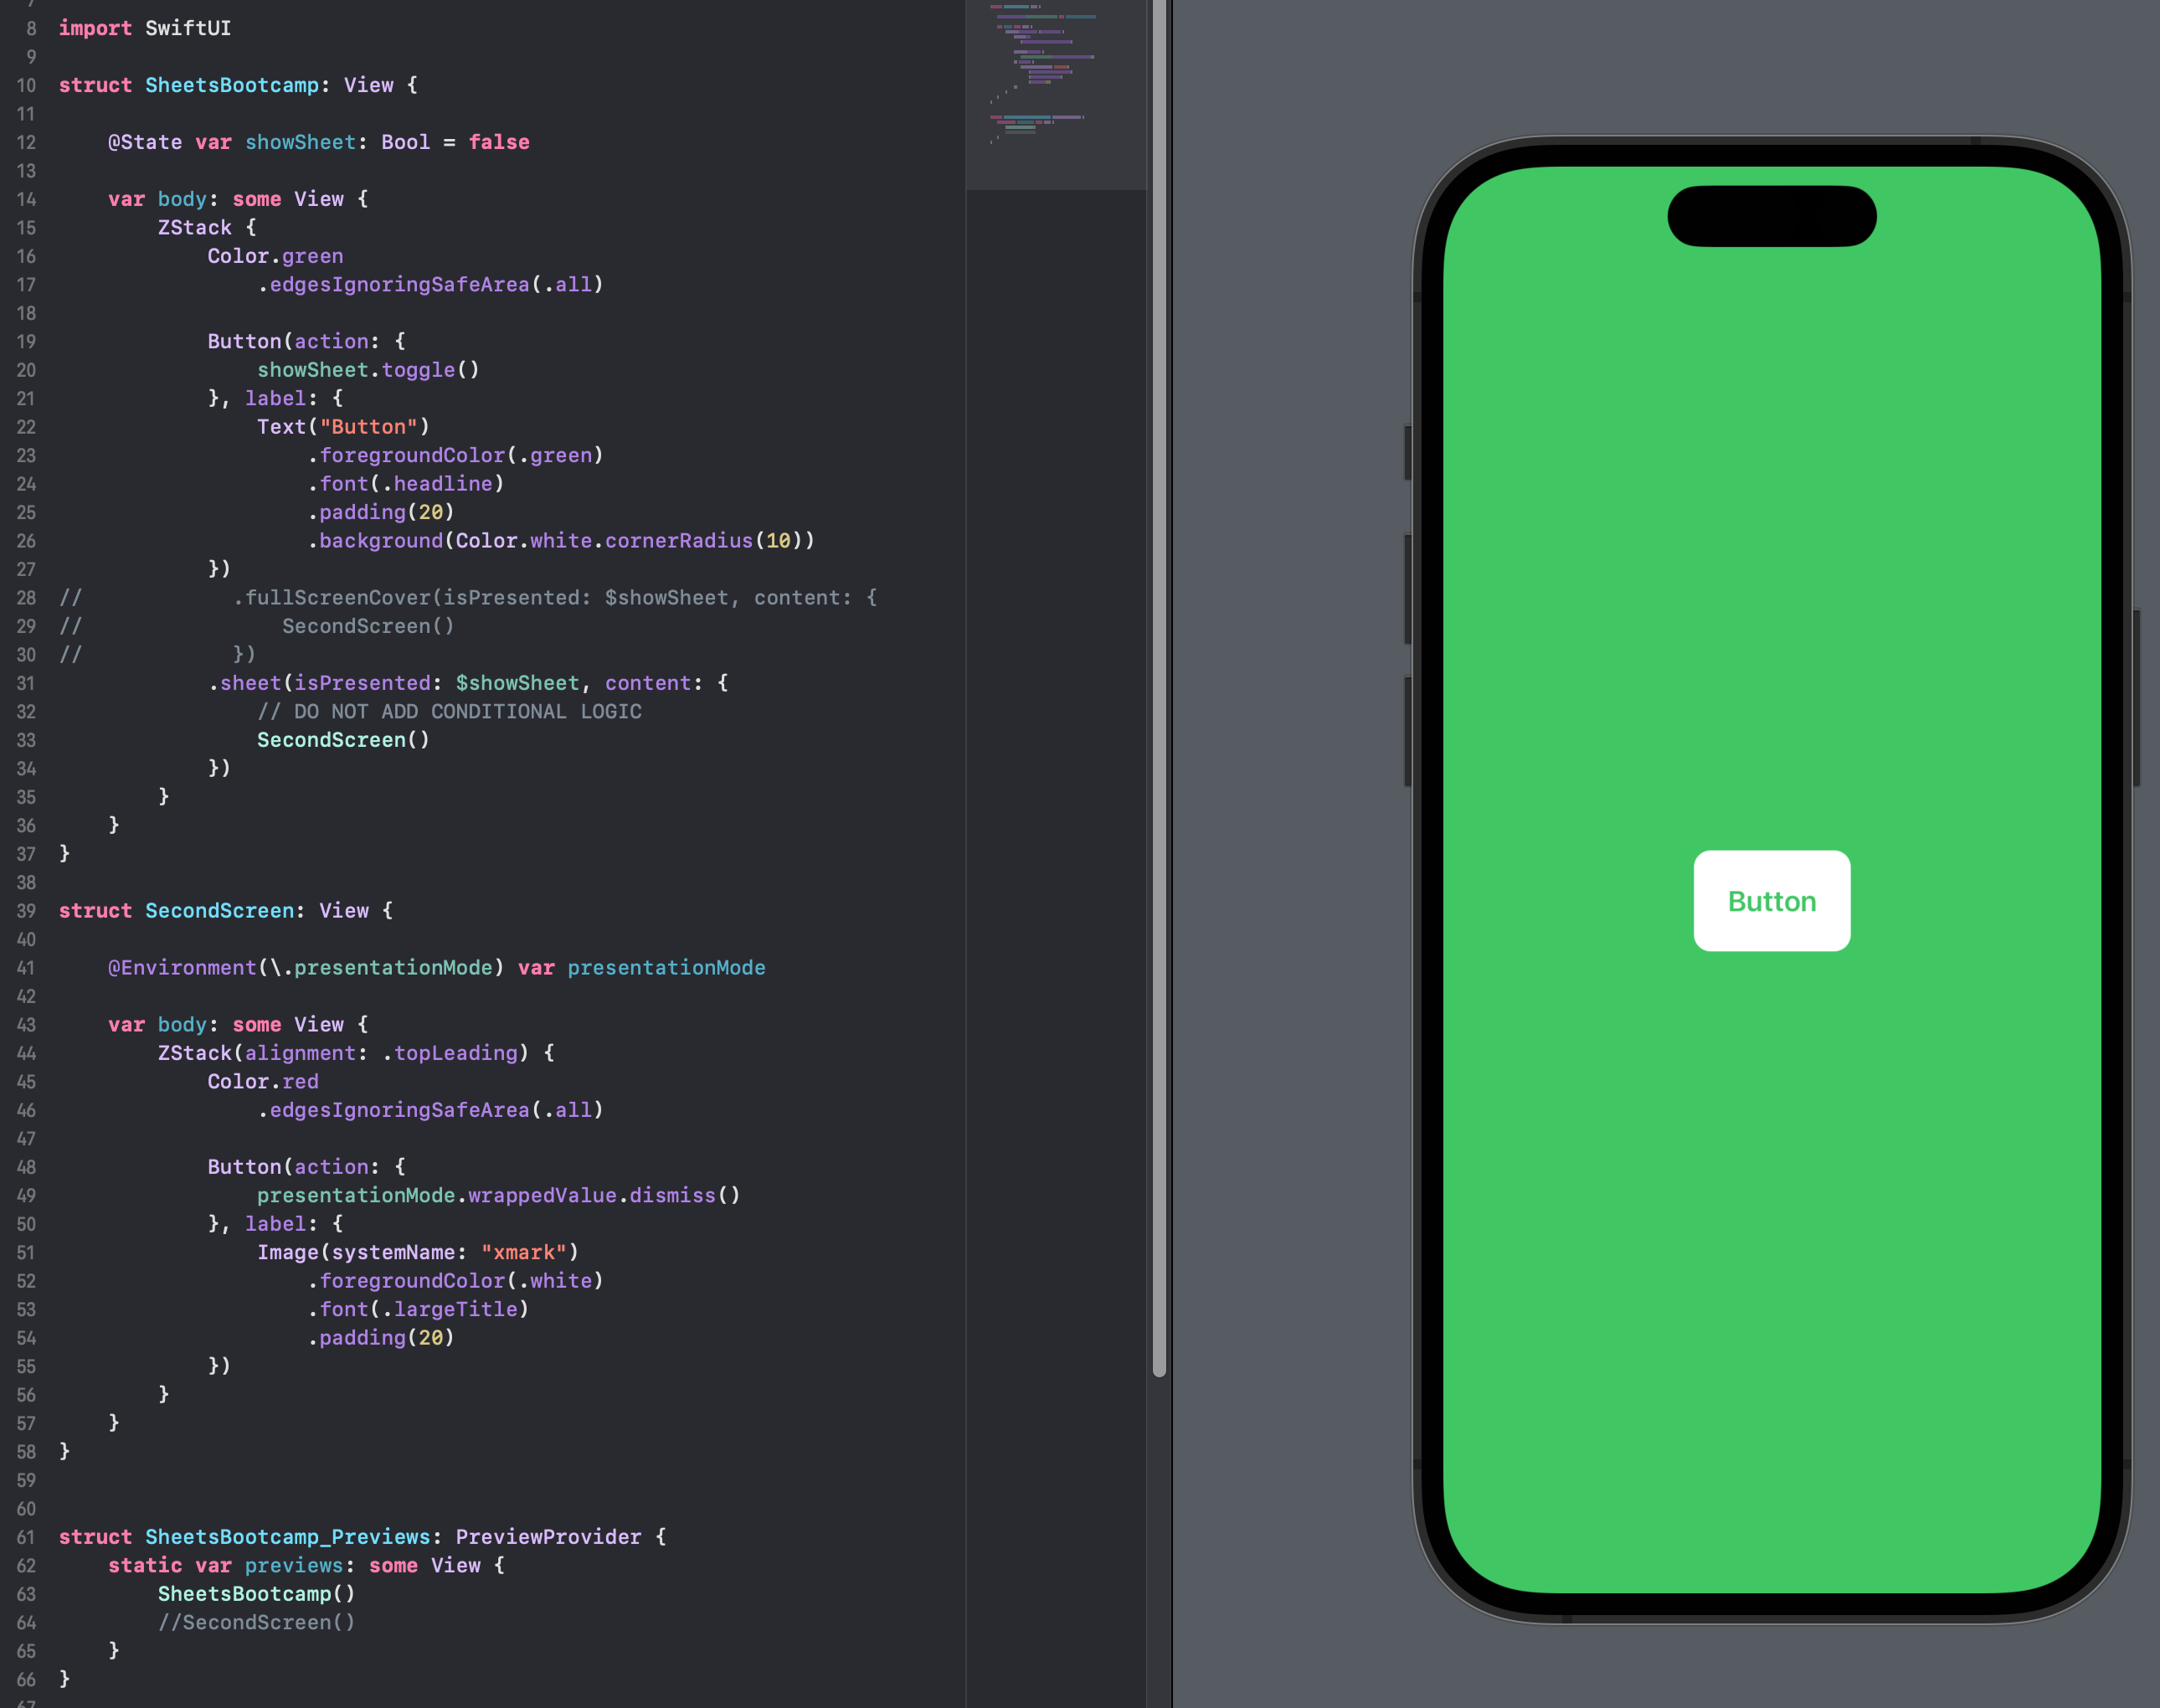 8 import SwiftUI
9
10 struct SheetsBootcamp: View {
11
12     @State var showSheet: Bool = false
13
14     var body: some View {
15         ZStack {
16             Color.green
17                 .edgesIgnoringSafeArea(.all)
18
19             Button(action: {
20                 showSheet.toggle()
21             }, label: {
22                 Text("Button")
23                     .foregroundColor(.green)
24                     .font(.headline)
25                     .padding(20)
26                     .background(Color.white.cornerRadius(10))
27             })
28 //            .fullScreenCover(isPresented: $showSheet, content: {
29 //                SecondScreen()
30 //            })
31             .sheet(isPresented: $showSheet, content: {
32                 // DO NOT ADD CONDITIONAL LOGIC
33                 SecondScreen()
34             })
35         }
36     }
37 }
38
39 struct SecondScreen: View {
40
41     @Environment(\.presentationMode) var presentationMode
42
43     var body: some View {
44         ZStack(alignment: .topLeading) {
45             Color.red
46                 .edgesIgnoringSafeArea(.all)
47
48             Button(action: {
49                 presentationMode.wrappedValue.dismiss()
50             }, label: {
51                 Image(systemName: "xmark")
52                     .foregroundColor(.white)
53                     .font(.largeTitle)
54                     .padding(20)
55             })
56         }
57     }
58 }
59
60
61 struct SheetsBootcamp_Previews: PreviewProvider {
62     static var previews: some View {
63         SheetsBootcamp()
64         //SecondScreen()
65     }
66 }
67
Button